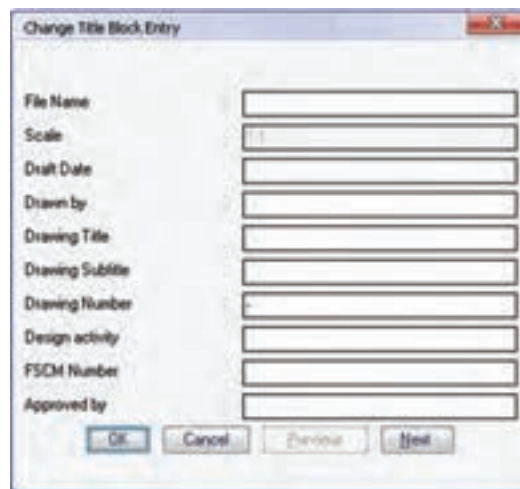 Change Title Block Entry
File Name
Scale
Draft Date
Drawn by
Drawing Title
Drawing Subtitle
Drawing Number
Design activity
FSCM Number
Approved by
OK Cancel Previous Next